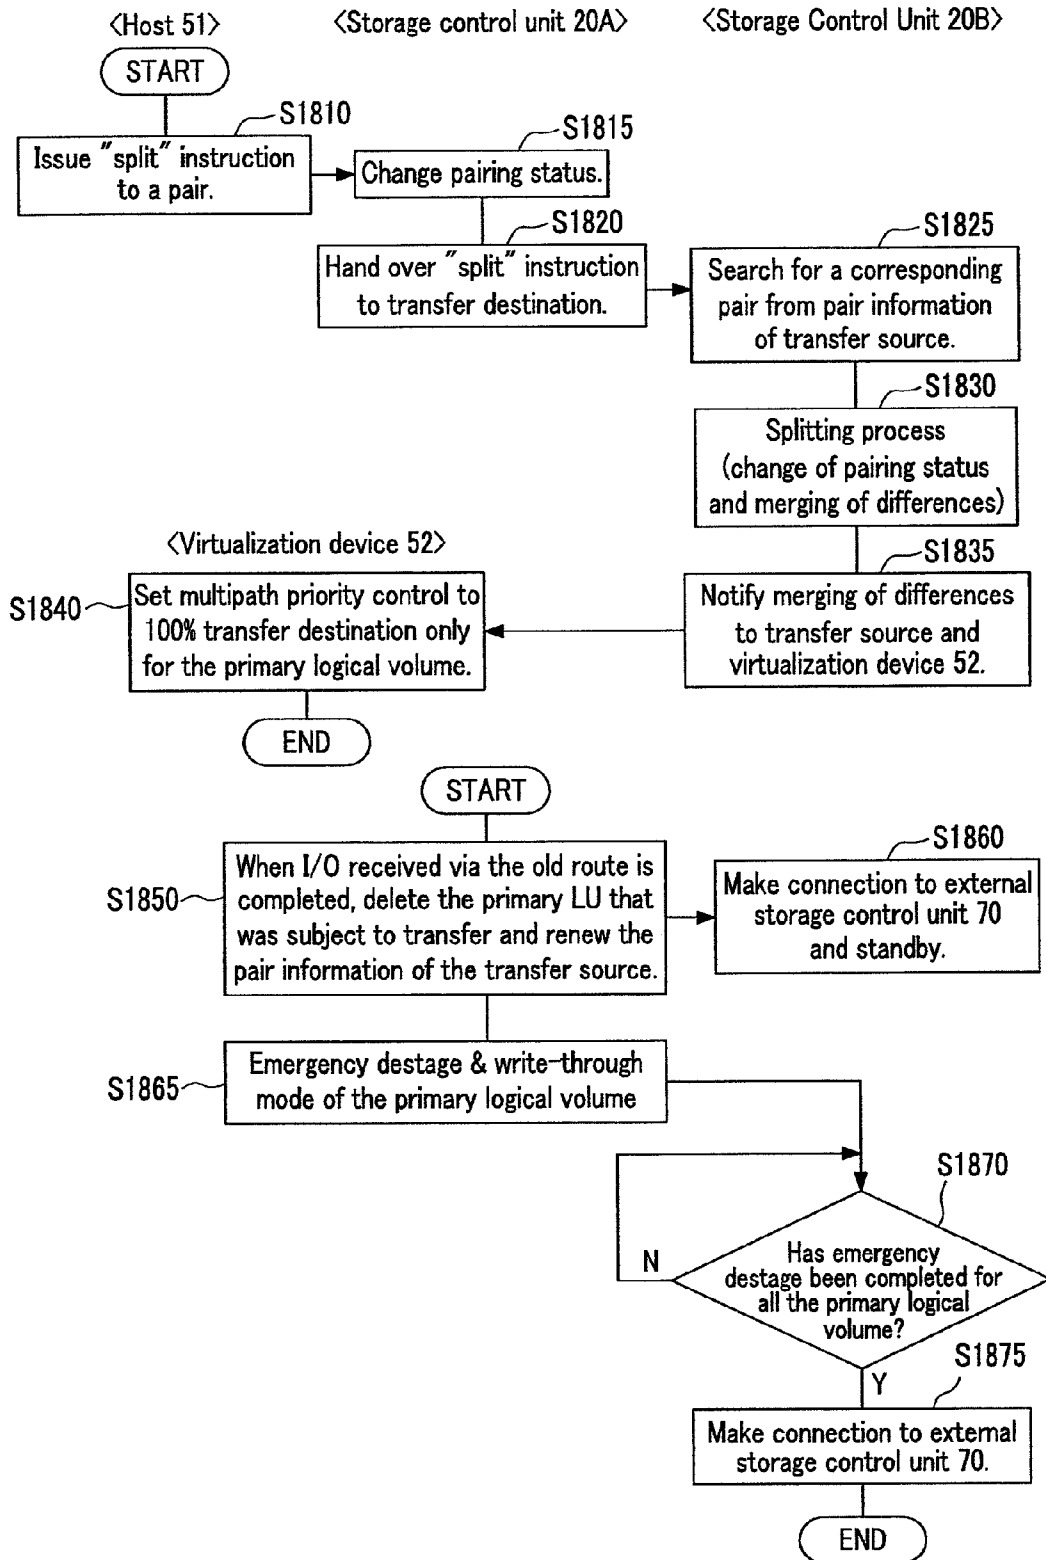 <Host 51>
<Storage control unit 20A>
<Storage Control Unit 20B>
START
S1810
Issue "split" instruction
to a pair.
S1815
Change pairing status.
S1820
Hand over "split" instruction
to transfer destination.
S1825
Search for a corresponding
pair from pair information
of transfer source.
S1830
Splitting process
(change of pairing status
and merging of differences)
S1835
Notify merging of differences
to transfer source and
virtualization device 52.
<Virtualization device 52>
S1840
Set multipath priority control to
100% transfer destination only
for the primary logical volume.
END
START
S1850
When I/O received via the old route is
completed, delete the primary LU that
was subject to transfer and renew the
pair information of the transfer source.
S1860
Make connection to external
storage control unit 70
and standby.
S1865
Emergency destage & write-through
mode of the primary logical volume
S1870
Has emergency
destage been completed for
all the primary logical
volume?
N
Y
S1875
Make connection to external
storage control unit 70.
END